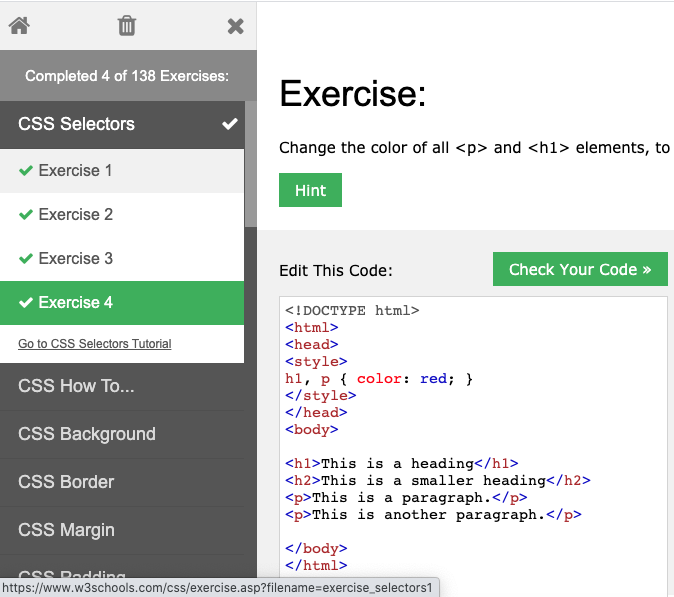 Completed 4 of 138 Exercises:
CSS Selectors
Exercise 1
Exercise 2
Exercise 3
Exercise 4
Go to CSS Selectors Tutorial
CSS How To...
CSS Background
CSS Border
CSS Margin
CSS Padding
https://www.w3schools.com/css/exercise.asp?filename=exercise_selectors1
Exercise:
Change the color of all <p> and <h1> elements, to
Hint
Edit This Code:
Check Your Code »
<!DOCTYPE html>
<html>
<head>
<style>
h1, p { color: red; }
</style>
</head>
<body>
<h1>This is a heading</h1>
<h2>This is a smaller heading</h2>
<p>This is a paragraph.</p>
<p>This is another paragraph.</p>
</body>
</html>